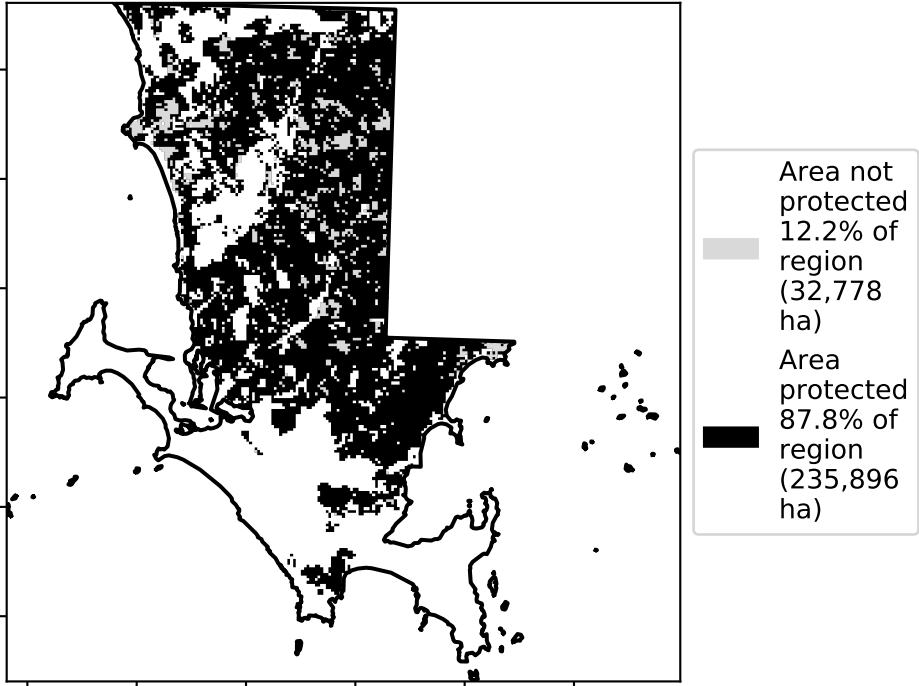 Area not
protected
12.2% of
region
(32,778
ha)
Area
protected
87.8% of
region
(235,896
ha)